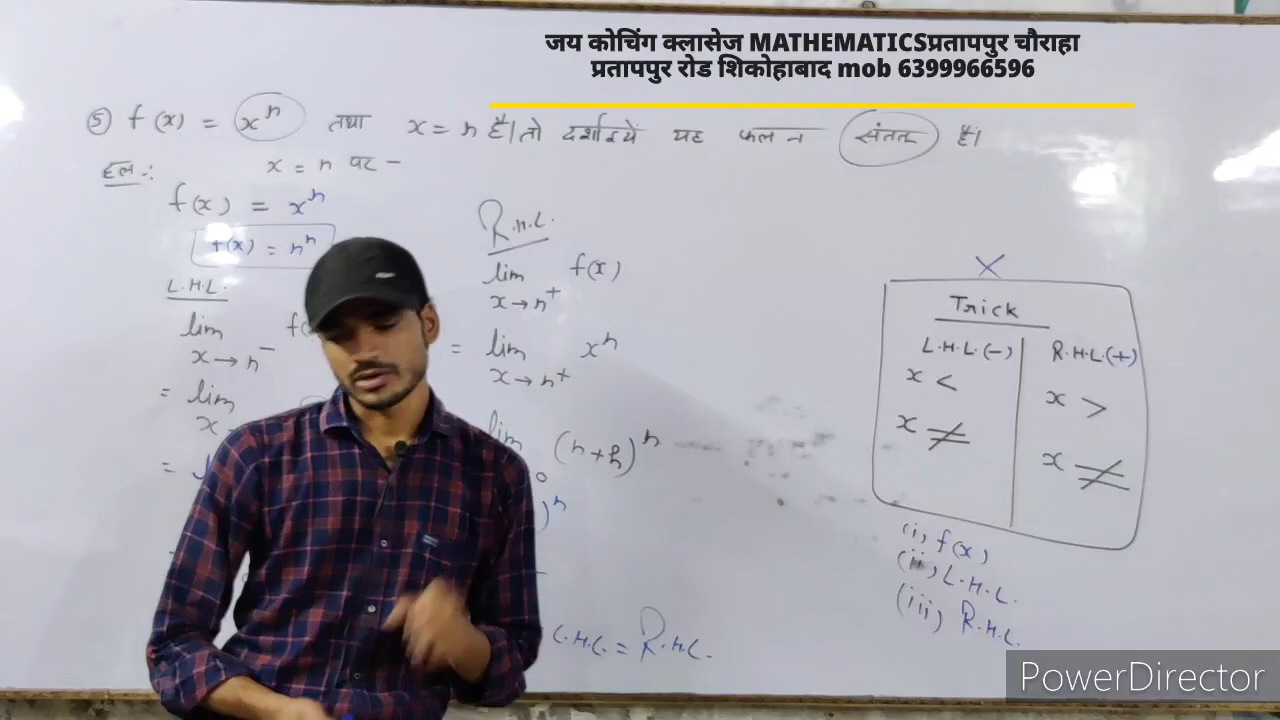 जय कोचिंग क्लासेज MATHEMATICSप्रतापपुर चौराहा
प्रतापपुर रोड शिकोहाबाद mob 6399966596
⑤ f(x) = xⁿ तथा x = n है। तो दर्शाइये यह फलन संतत है।
हल-: x = n पर -
f(x) = xⁿ
f(x) = nⁿ
L.H.L.
lim
x → n⁻
= lim
=
R.H.L.
lim f(x)
x → n⁺
= lim xⁿ
x → n⁺
lim (n+h)ⁿ
)ⁿ
L.H.L. = R.H.L.
X
Trick
L.H.L.(-) R.H.L.(+)
x < x >
x ≠ x ≠
(i) f(x)
(ii) L.H.L.
(iii) R.H.L.
PowerDirector